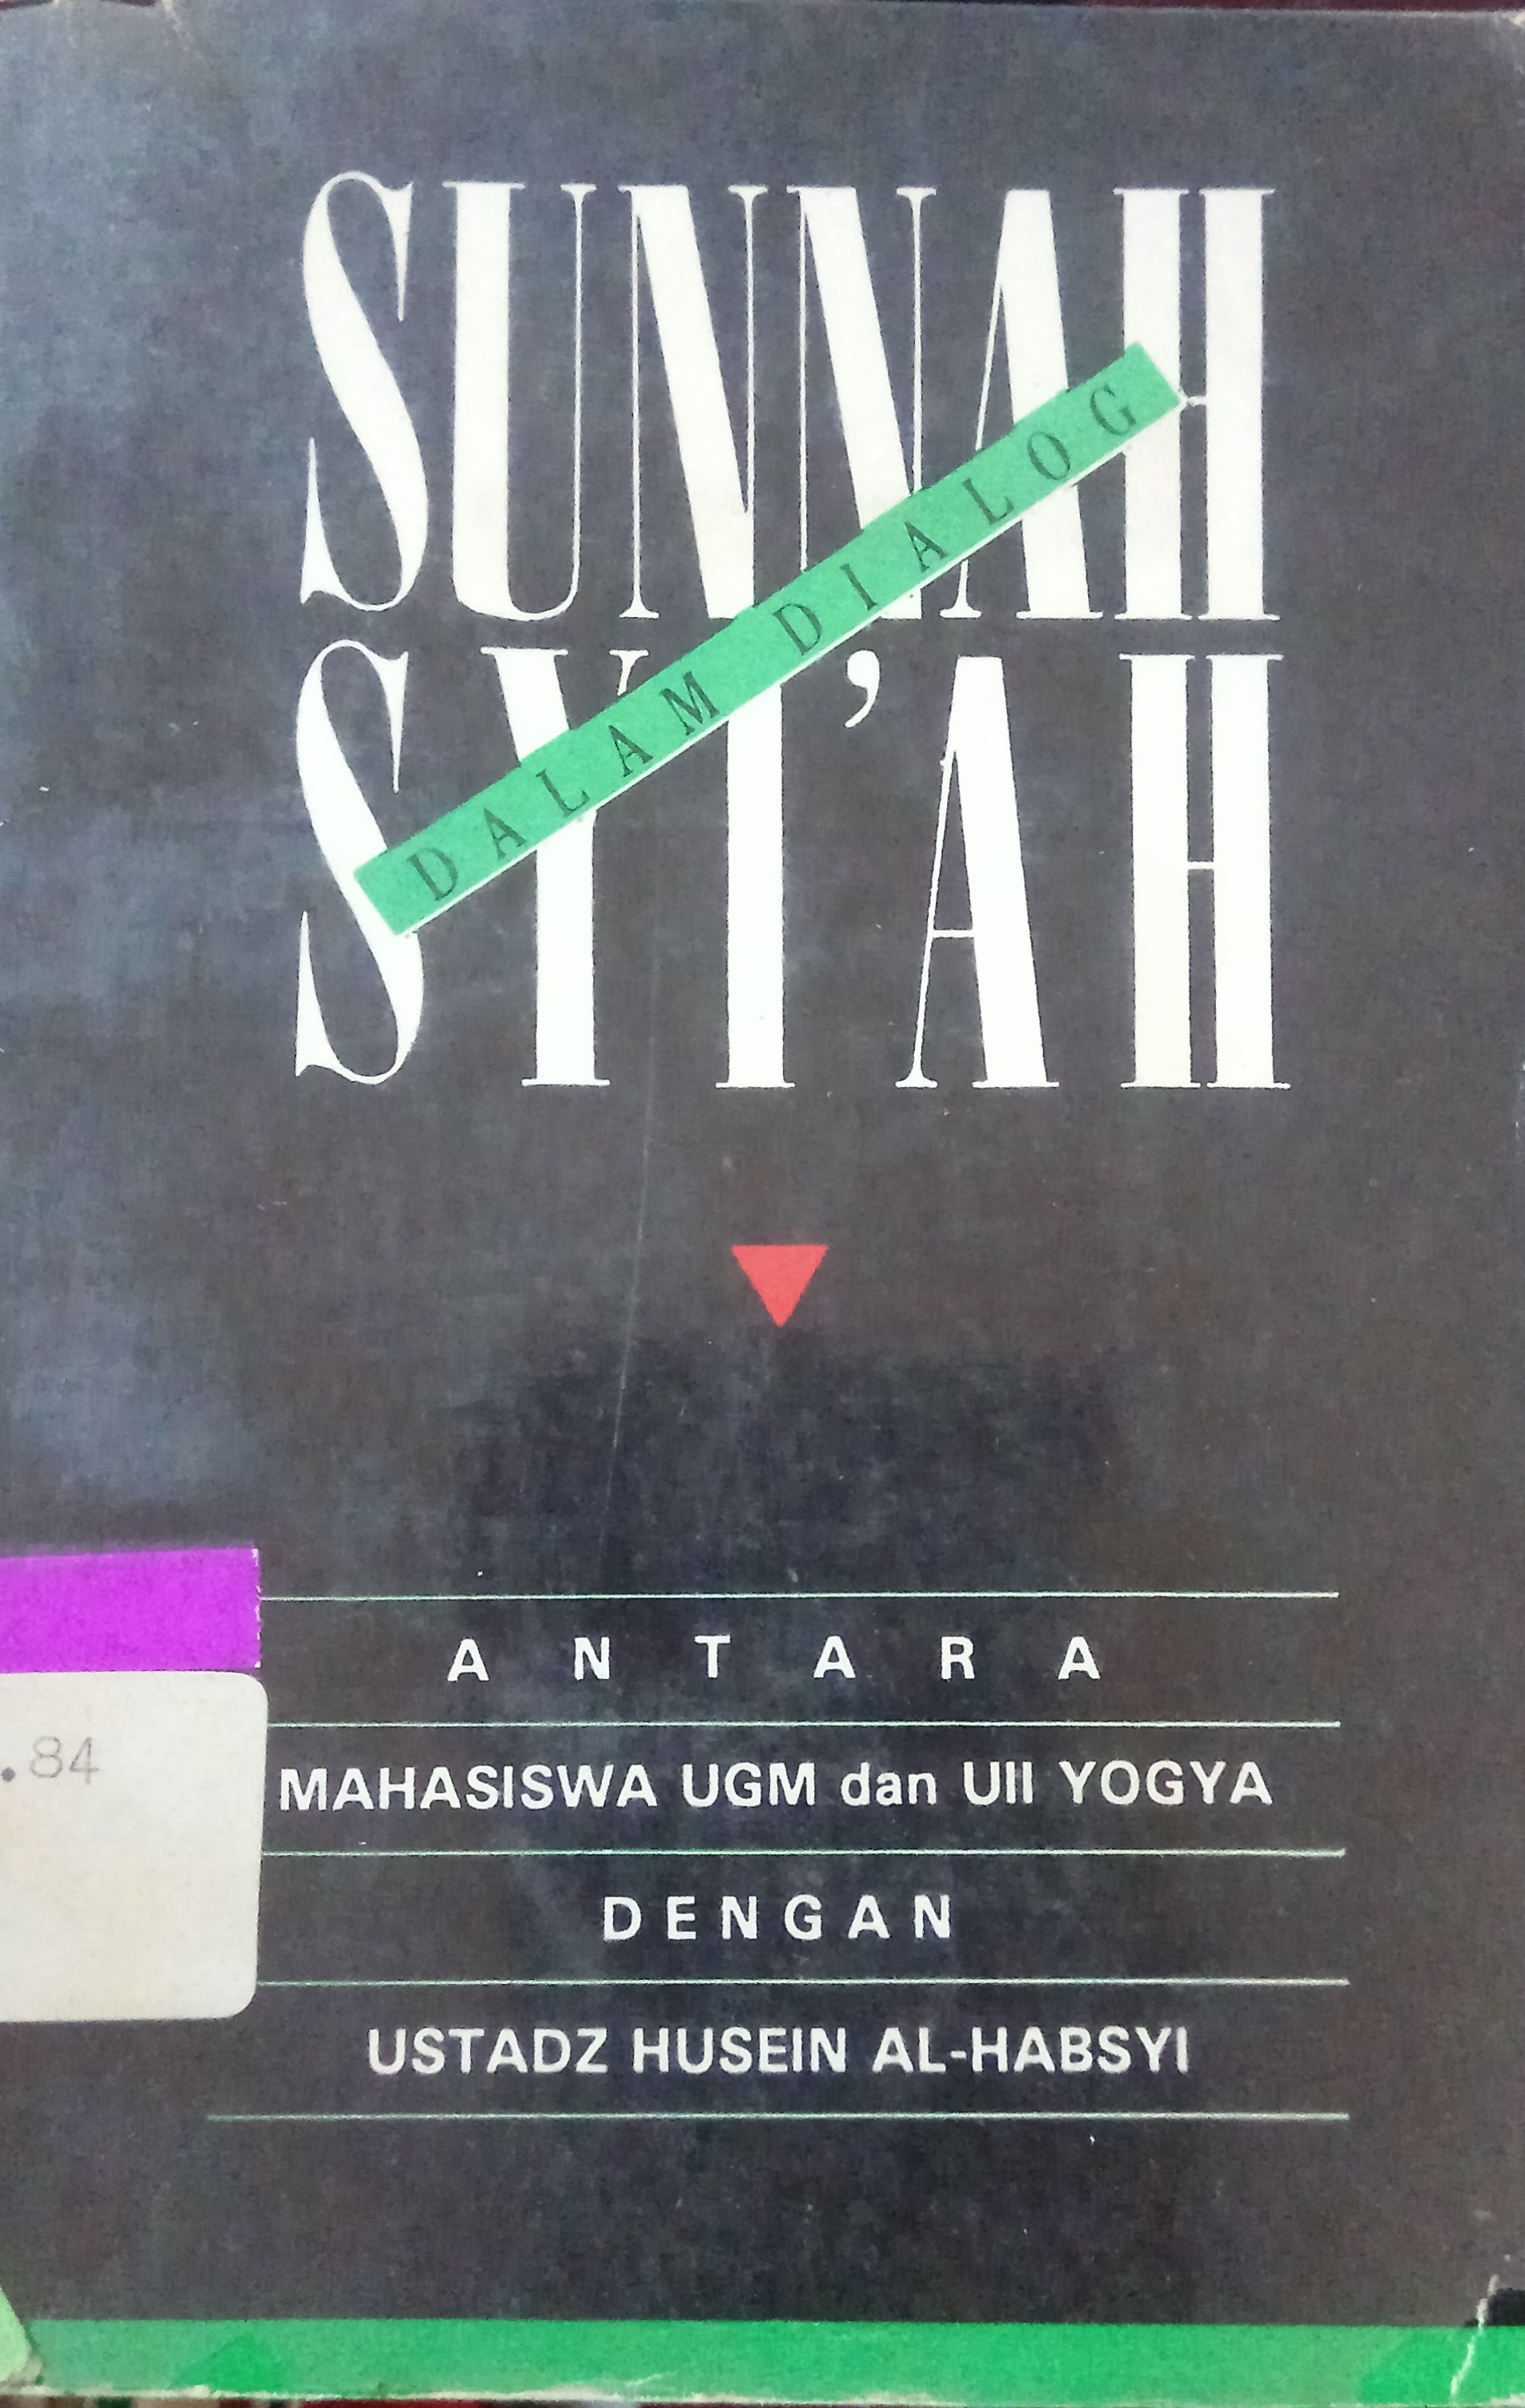 SUNNAH
SYI'AH
DALAM DIALOG
ANTARA
MAHASISWA UGM dan UII YOGYA
DENGAN
USTADZ HUSEIN AL-HABSYI
.84